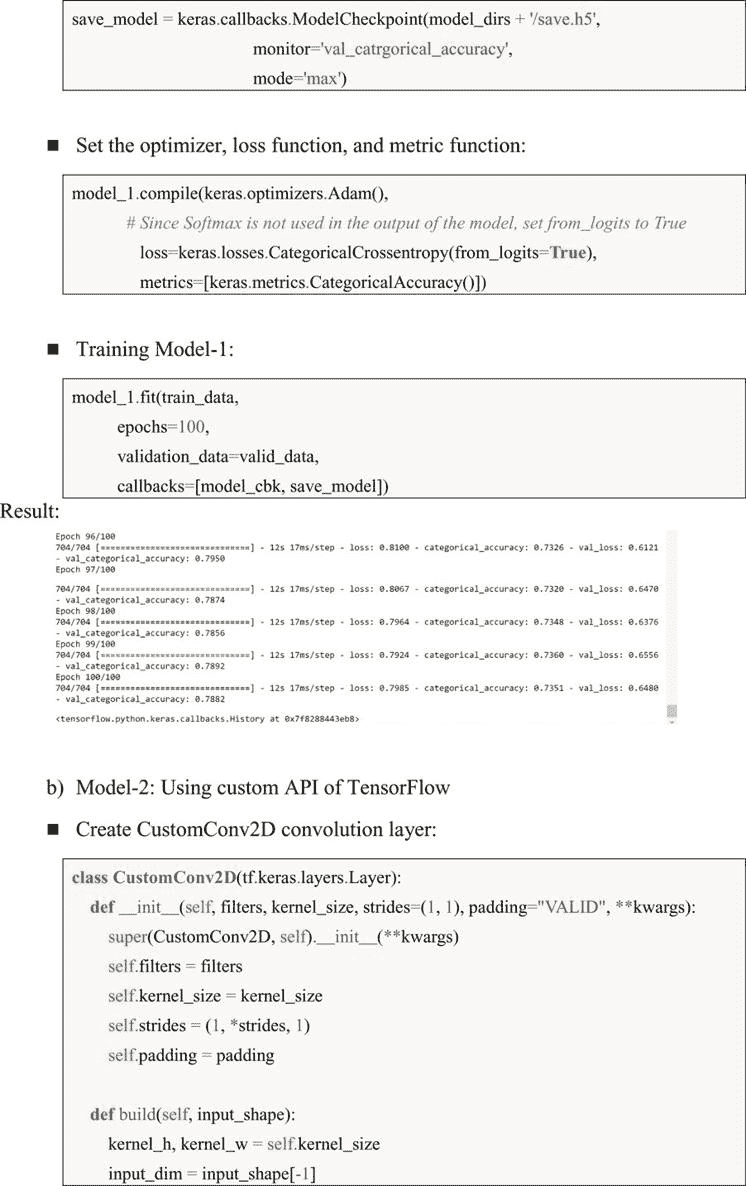 save_model = keras.callbacks.ModelCheckpoint(model_dirs + '/save.h5',
monitor='val_catrgorical_accuracy',
mode='max')
■ Set the optimizer, loss function, and metric function:
model_1.compile(keras.optimizers.Adam(),
# Since Softmax is not used in the output of the model, set from_logits to True
loss=keras.losses.CategoricalCrossentropy(from_logits=True),
metrics=[keras.metrics.CategoricalAccuracy()])
■ Training Model-1:
model_1.fit(train_data,
epochs=100,
validation_data=valid_data,
callbacks=[model_cbk, save_model])
Result:
Epoch 96/100
704/704 [==============================] - 12s 17ms/step - loss: 0.8100 - categorical_accuracy: 0.7326 - val_loss: 0.6121
- val_categorical_accuracy: 0.7950
Epoch 97/100
704/704 [==============================] - 12s 17ms/step - loss: 0.8067 - categorical_accuracy: 0.7320 - val_loss: 0.6470
- val_categorical_accuracy: 0.7874
Epoch 98/100
704/704 [==============================] - 12s 17ms/step - loss: 0.7964 - categorical_accuracy: 0.7348 - val_loss: 0.6376
- val_categorical_accuracy: 0.7856
Epoch 99/100
704/704 [==============================] - 12s 17ms/step - loss: 0.7924 - categorical_accuracy: 0.7360 - val_loss: 0.6556
- val_categorical_accuracy: 0.7892
Epoch 100/100
704/704 [==============================] - 12s 17ms/step - loss: 0.7985 - categorical_accuracy: 0.7351 - val_loss: 0.6480
- val_categorical_accuracy: 0.7882
<tensorflow.python.keras.callbacks.History at 0x7f8288443eb8>
b) Model-2: Using custom API of TensorFlow
■ Create CustomConv2D convolution layer:
class CustomConv2D(tf.keras.layers.Layer):
def __init__(self, filters, kernel_size, strides=(1, 1), padding="VALID", **kwargs):
super(CustomConv2D, self).__init__(**kwargs)
self.filters = filters
self.kernel_size = kernel_size
self.strides = (1, *strides, 1)
self.padding = padding
def build(self, input_shape):
kernel_h, kernel_w = self.kernel_size
input_dim = input_shape[-1]